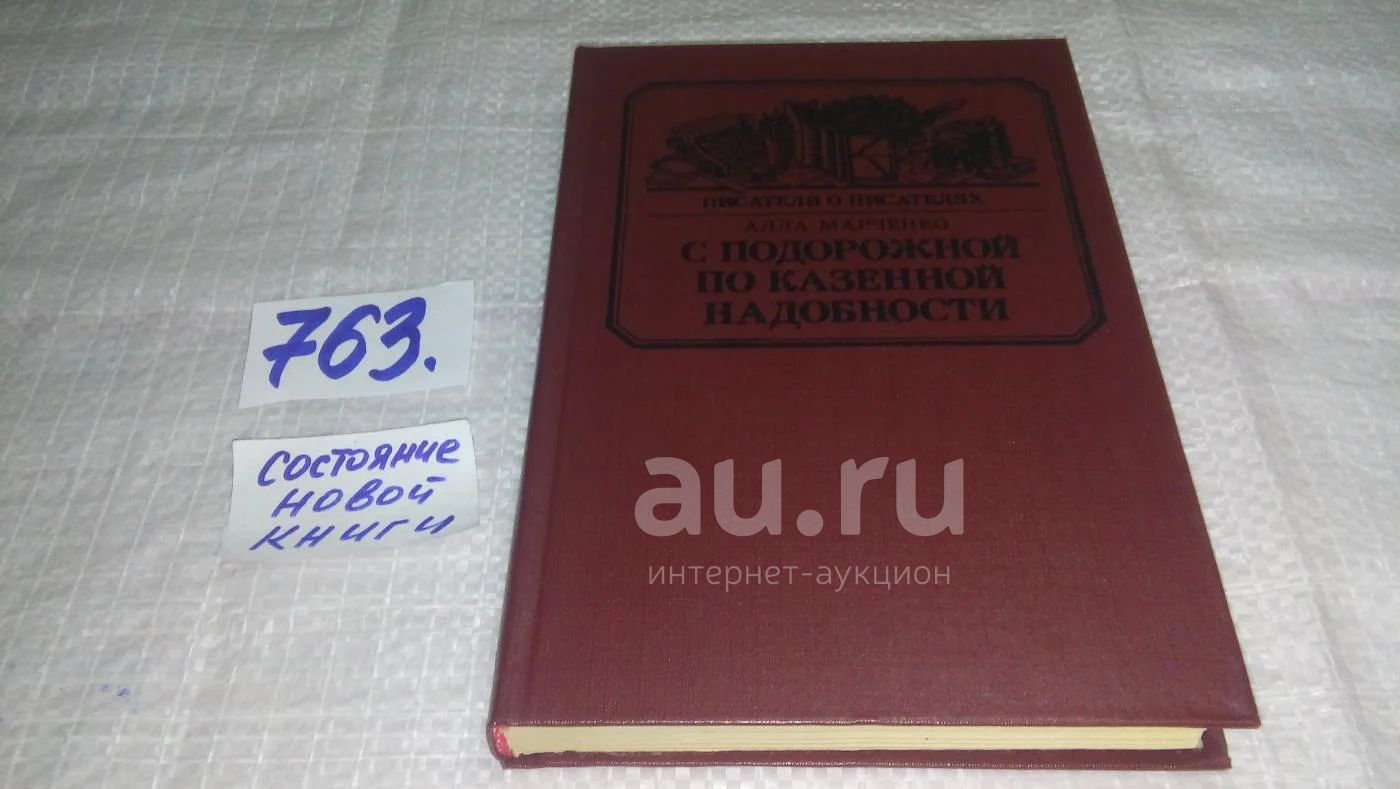 ПИСАТЕЛИ О ПИСАТЕЛЯХ
АЛЛА МАРЧЕНКО
С ПОДОРОЖНОЙ
ПО КАЗЕННОЙ
НАДОБНОСТИ
763.
СОСТОЯНИЕ
НОВОЙ
КНИГИ
au.ru
интернет-аукцион